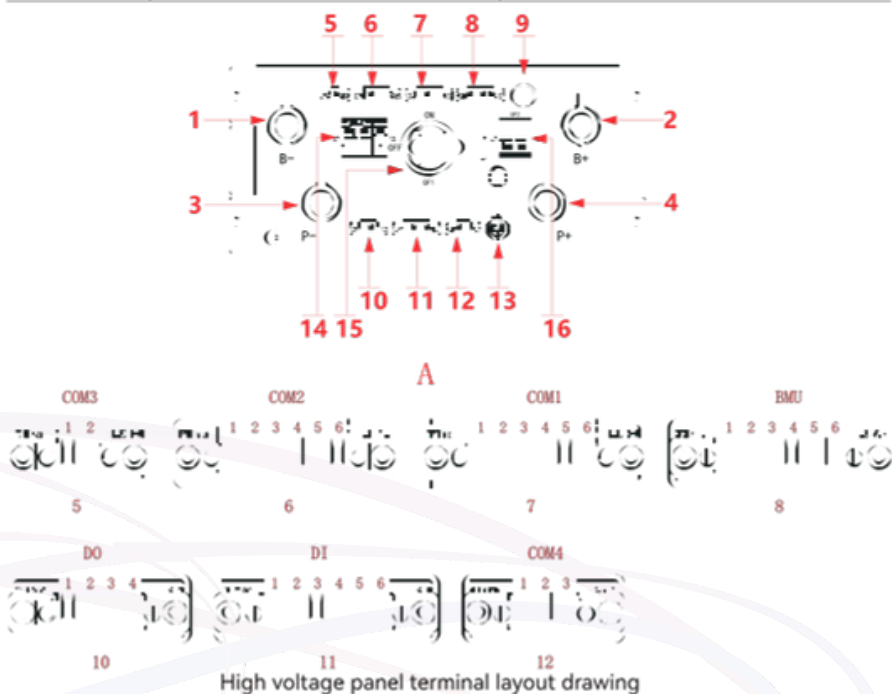 5 6 7 8 9
1 2
ON
OFF
B- B+
3 4
P- P+
10 11 12 13
14 15 16
A
COM3 COM2 COM1 BMU
1 2 1 2 3 4 5 6 1 2 3 4 5 6 1 2 3 4 5 6
5 6 7 8
DO DI COM4
1 2 3 4 1 2 3 4 5 6 1 2 3
10 11 12
High voltage panel terminal layout drawing